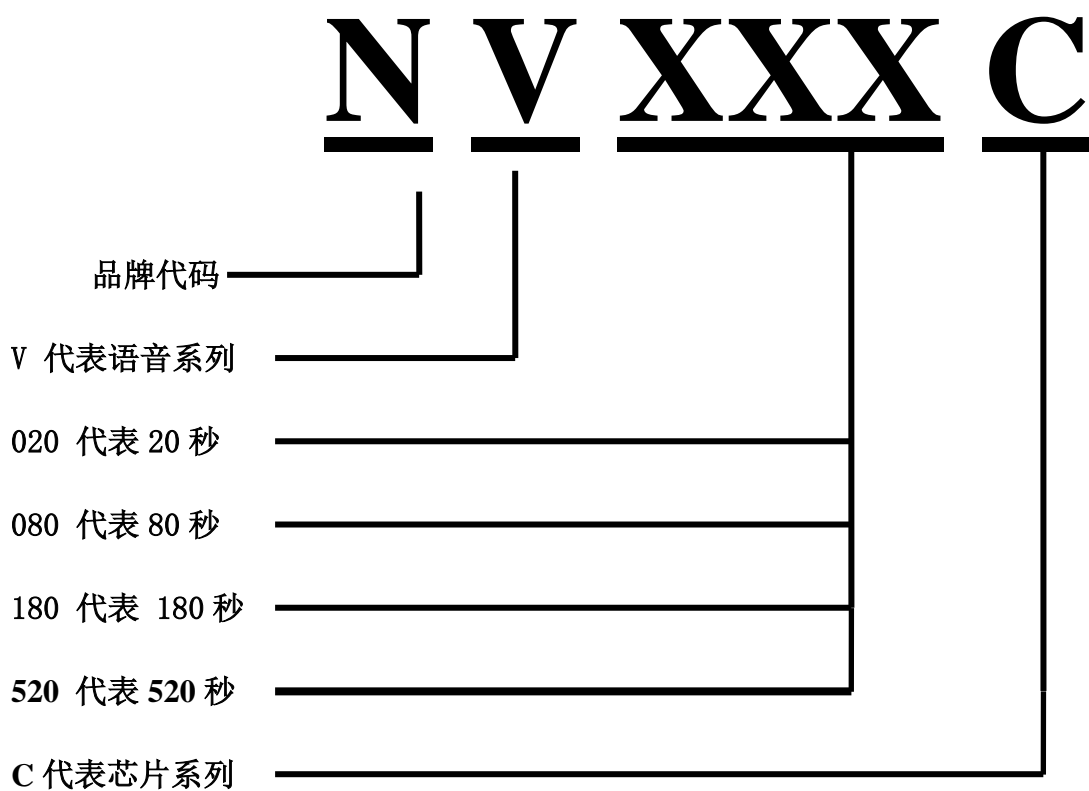 N V XXX C
品牌代码
V 代表语音系列
020 代表 20 秒
080 代表 80 秒
180 代表 180 秒
520 代表 520 秒
C 代表芯片系列